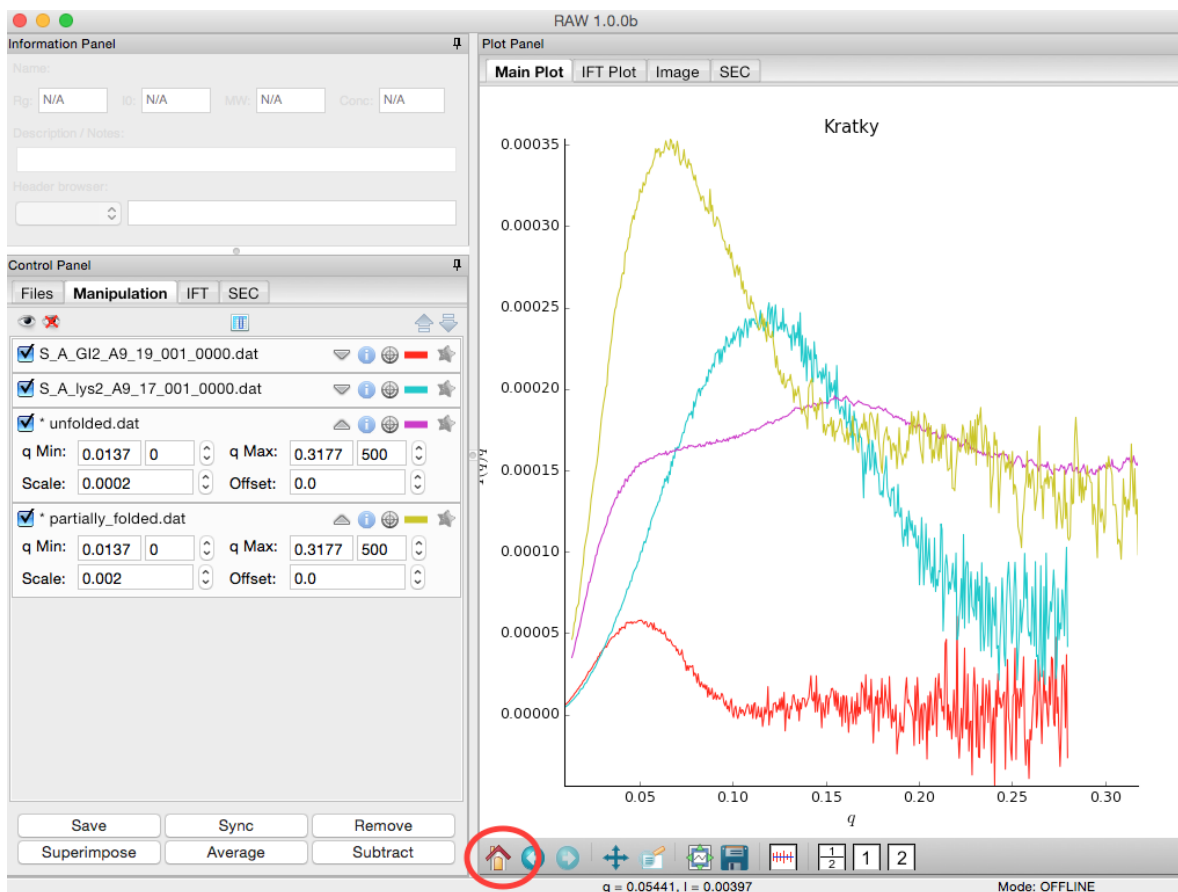 RAW 1.0.0b
Information Panel
Name:
Rg: N/A I0: N/A MW: N/A Conc: N/A
Description / Notes:
Header browser:
Control Panel
Files Manipulation IFT SEC
S_A_GI2_A9_19_001_0000.dat
S_A_lys2_A9_17_001_0000.dat
* unfolded.dat
q Min: 0.0137 0 q Max: 0.3177 500
Scale: 0.0002 Offset: 0.0
* partially_folded.dat
q Min: 0.0137 0 q Max: 0.3177 500
Scale: 0.002 Offset: 0.0
Save Sync Remove
Superimpose Average Subtract
Plot Panel
Main Plot IFT Plot Image SEC
Kratky
0.00035
0.00030
0.00025
0.00020
0.00015
0.00010
0.00005
0.00000
0.05 0.10 0.15 0.20 0.25 0.30
q
1
2
1 2
q = 0.05441, I = 0.00397 Mode: OFFLINE